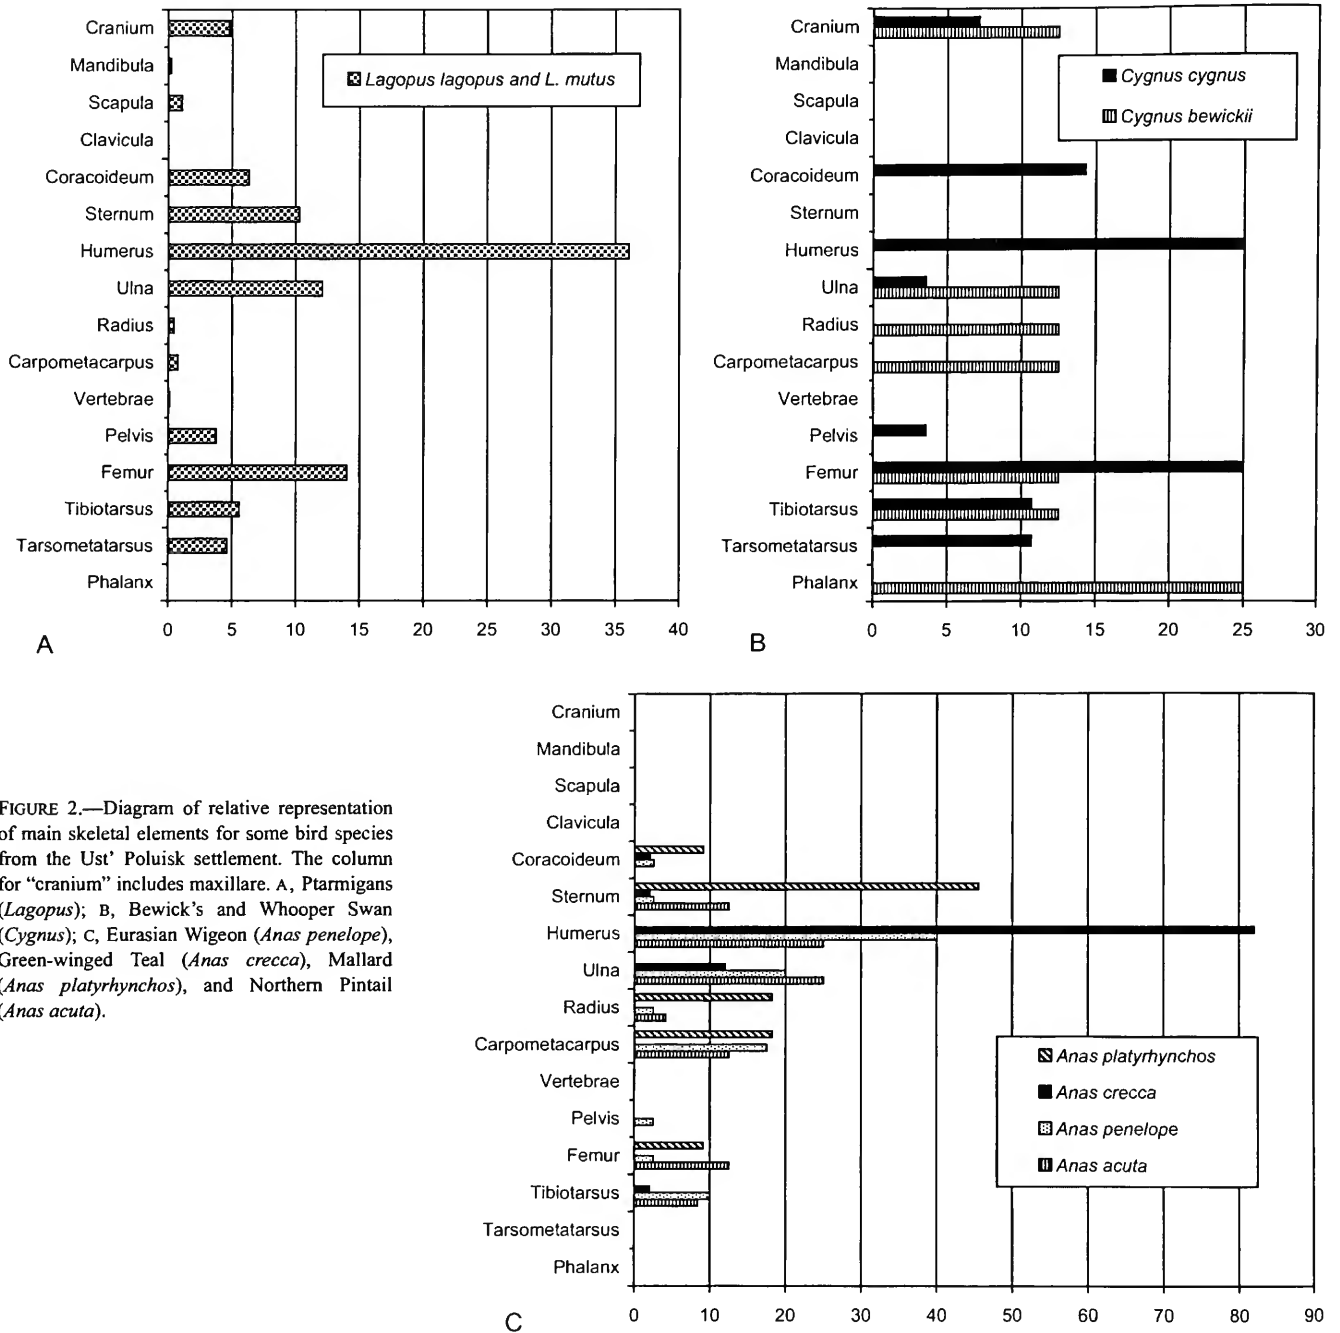 Cranium
Mandibula
Scapula
Clavicula
Coracoideum
Sternum
Humerus
Ulna
Radius
Carpometacarpus
Vertebrae
Pelvis
Femur
Tibiotarsus
Tarsometatarsus
Phalanx
Lagopus lagopus and L. mutus
0 5 10 15 20 25 30 35 40
A
Cranium
Mandibula
Scapula
Clavicula
Coracoideum
Sternum
Humerus
Ulna
Radius
Carpometacarpus
Vertebrae
Pelvis
Femur
Tibiotarsus
Tarsometatarsus
Phalanx
Cygnus cygnus
Cygnus bewickii
0 5 10 15 20 25 30
B
FIGURE 2.—Diagram of relative representation
of main skeletal elements for some bird species
from the Ust' Poluisk settlement. The column
for "cranium" includes maxillare. A, Ptarmigans
(Lagopus); B, Bewick's and Whooper Swan
(Cygnus); C, Eurasian Wigeon (Anas penelope),
Green-winged Teal (Anas crecca), Mallard
(Anas platyrhynchos), and Northern Pintail
(Anas acuta).
Cranium
Mandibula
Scapula
Clavicula
Coracoideum
Sternum
Humerus
Ulna
Radius
Carpometacarpus
Vertebrae
Pelvis
Femur
Tibiotarsus
Tarsometatarsus
Phalanx
Anas platyrhynchos
Anas crecca
Anas penelope
Anas acuta
0 10 20 30 40 50 60 70 80 90
C